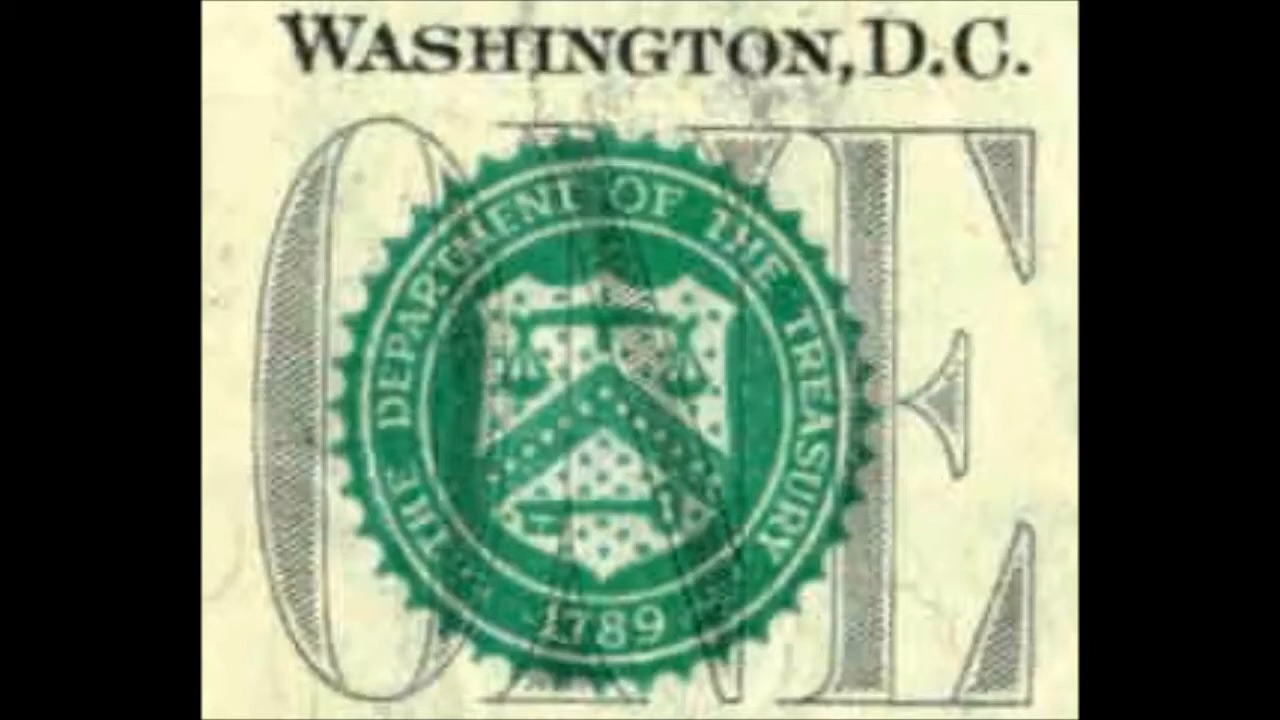 WASHINGTON, D.C.
ONE
THE DEPARTMENT OF THE TREASURY
1789